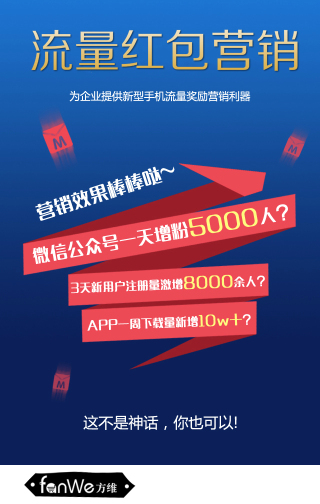 流量红包营销
为企业提供新型手机流量奖励营销利器
M
M
营销效果棒棒哒～
微信公众号一天增粉5000人?
3天新用户注册量激增8000余人?
APP一周下载量新增10w+?
M
这不是神话，你也可以!
fanWe方维